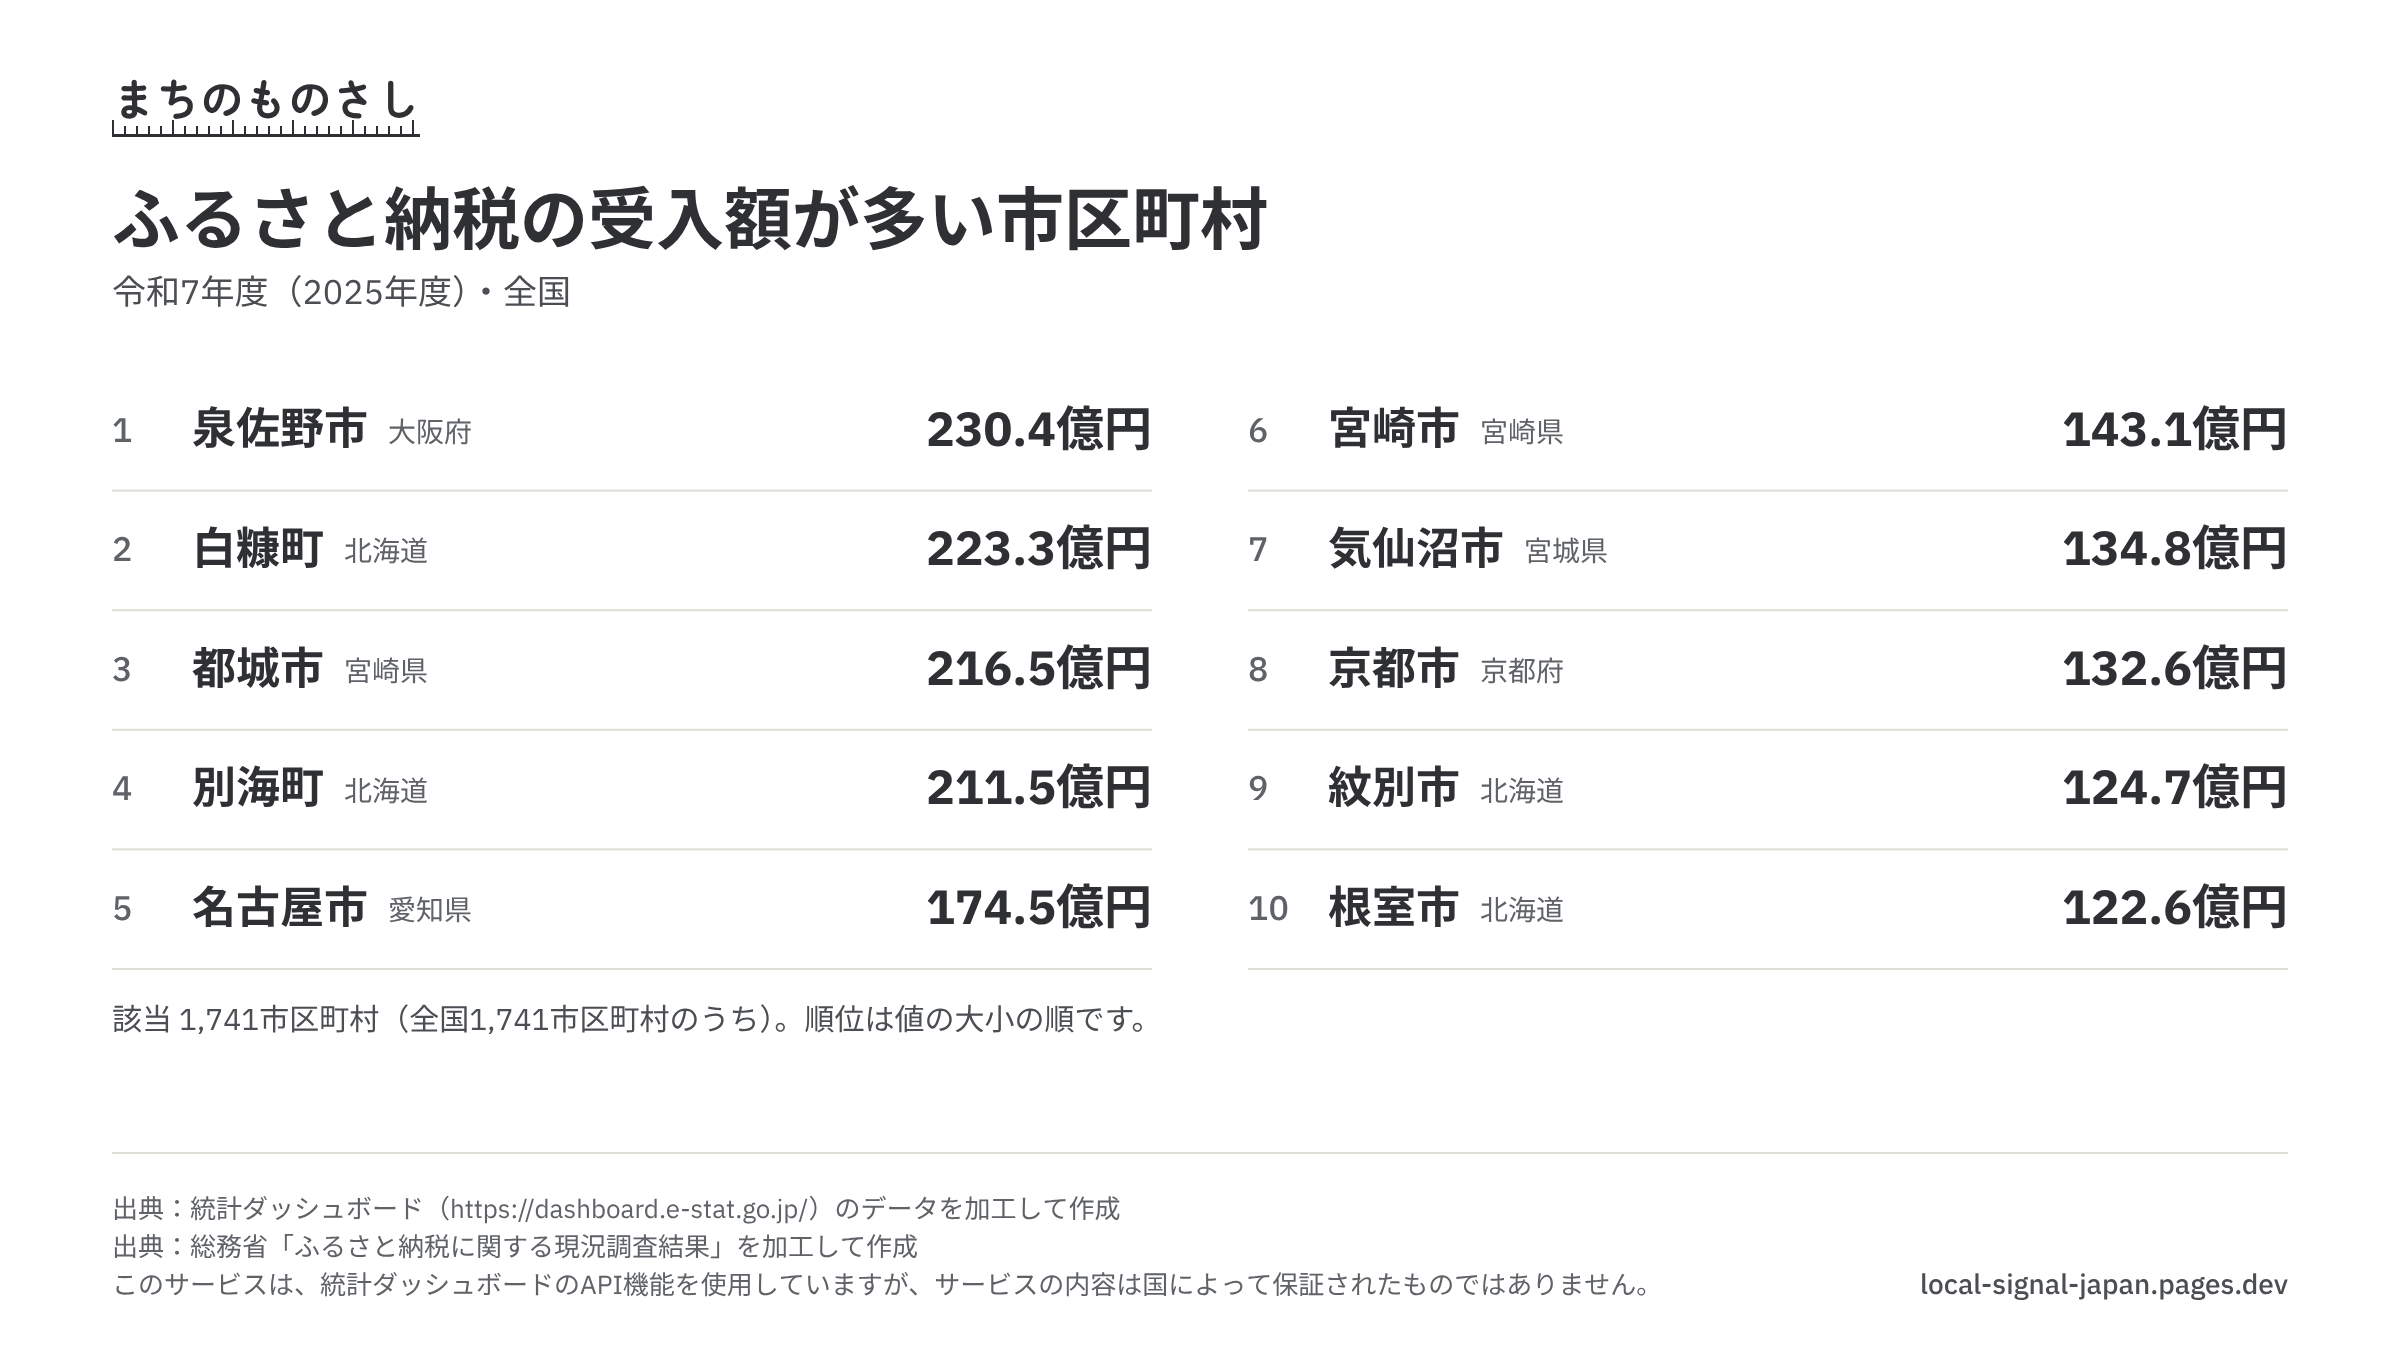 まちのものさし
ふるさと納税の受入額が多い市区町村
令和7年度（2025年度）・全国
1 泉佐野市 大阪府 230.4億円
2 白糠町 北海道 223.3億円
3 都城市 宮崎県 216.5億円
4 別海町 北海道 211.5億円
5 名古屋市 愛知県 174.5億円
6 宮崎市 宮崎県 143.1億円
7 気仙沼市 宮城県 134.8億円
8 京都市 京都府 132.6億円
9 紋別市 北海道 124.7億円
10 根室市 北海道 122.6億円
該当 1,741市区町村（全国1,741市区町村のうち）。順位は値の大小の順です。
出典：統計ダッシュボード（https://dashboard.e-stat.go.jp/）のデータを加工して作成
出典：総務省「ふるさと納税に関する現況調査結果」を加工して作成
このサービスは、統計ダッシュボードのAPI機能を使用していますが、サービスの内容は国によって保証されたものではありません。
local-signal-japan.pages.dev